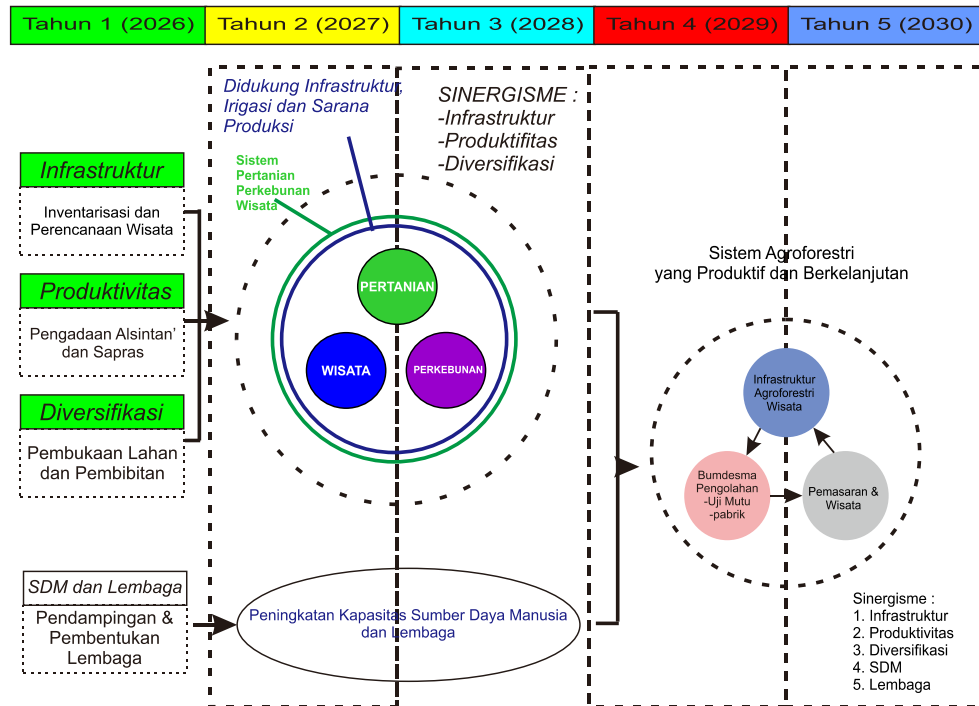 Tahun 1 (2026)
Tahun 2 (2027)
Tahun 3 (2028)
Tahun 4 (2029)
Tahun 5 (2030)
Infrastruktur
Inventarisasi dan
Perencanaan Wisata
Produktivitas
Pengadaan Alsintan’
dan Sapras
Diversifikasi
Pembukaan Lahan
dan Pembibitan
SDM dan Lembaga
Pendampingan &
Pembentukan
Lembaga
Didukung Infrastruktur,
Irigasi dan Sarana
Produksi
Sistem
Pertanian
Perkebunan
Wisata
PERTANIAN
WISATA
PERKEBUNAN
Peningkatan Kapasitas Sumber Daya Manusia
dan Lembaga
SINERGISME :
-Infrastruktur
-Produktifitas
-Diversifikasi
Sistem Agroforestri
yang Produktif dan Berkelanjutan
Infrastruktur
Agroforestri
Wisata
Bumdesma
Pengolahan
-Uji Mutu
-pabrik
Pemasaran &
Wisata
Sinergisme :
1. Infrastruktur
2. Produktivitas
3. Diversifikasi
4. SDM
5. Lembaga